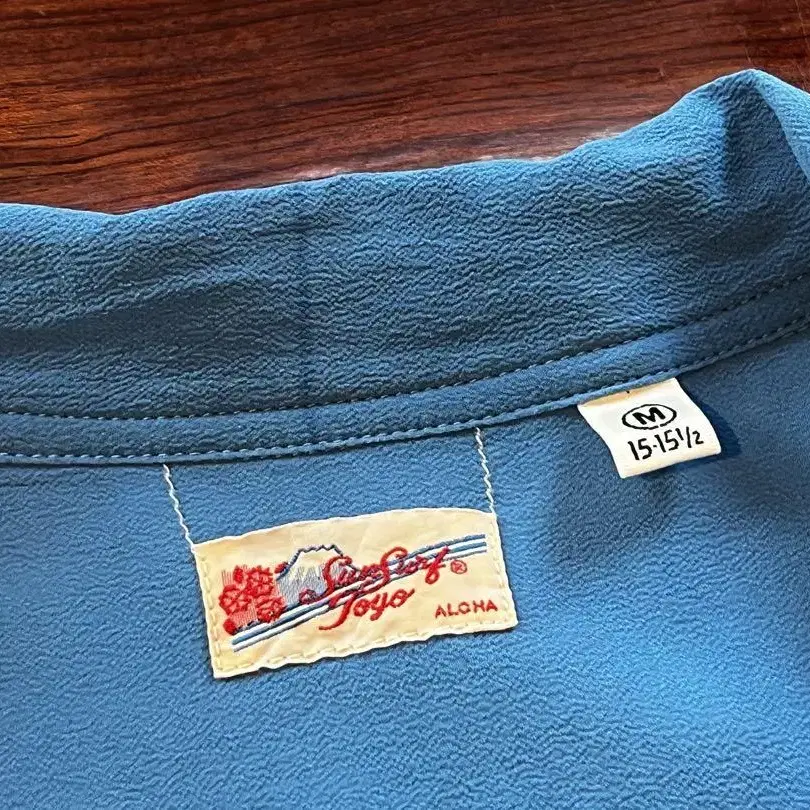 M
15-15½
Sun Surf®
Toyo
ALOHA